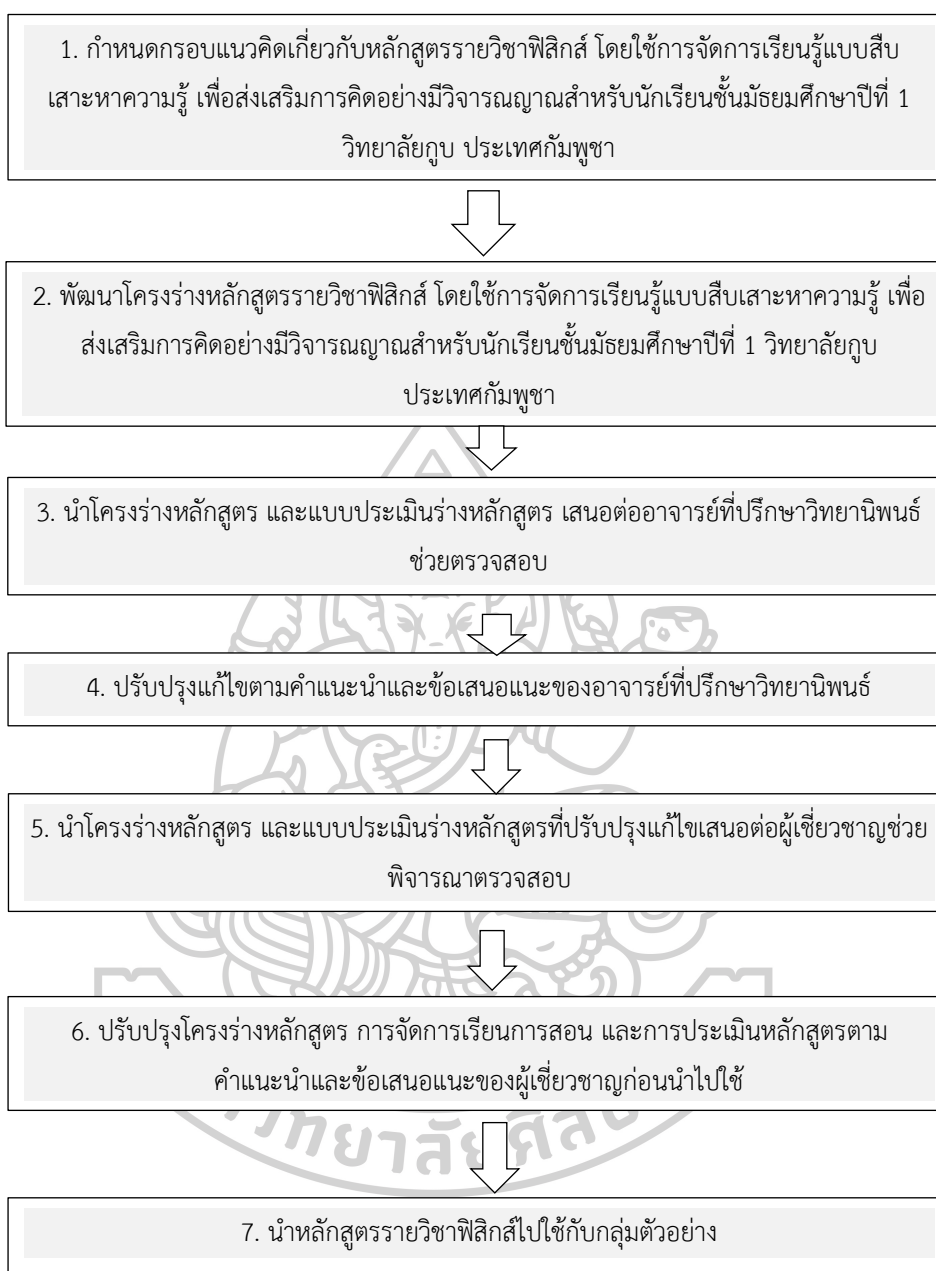 1. กำหนดกรอบแนวคิดเกี่ยวกับหลักสูตรรายวิชาฟิสิกส์ โดยใช้การจัดการเรียนรู้แบบสืบ
เสาะหาความรู้ เพื่อส่งเสริมการคิดอย่างมีวิจารณญาณสำหรับนักเรียนชั้นมัธยมศึกษาปีที่ 1
วิทยาลัยกูบ ประเทศกัมพูชา
2. พัฒนาโครงร่างหลักสูตรรายวิชาฟิสิกส์ โดยใช้การจัดการเรียนรู้แบบสืบเสาะหาความรู้ เพื่อ
ส่งเสริมการคิดอย่างมีวิจารณญาณสำหรับนักเรียนชั้นมัธยมศึกษาปีที่ 1 วิทยาลัยกูบ
ประเทศกัมพูชา
3. นำโครงร่างหลักสูตร และแบบประเมินร่างหลักสูตร เสนอต่ออาจารย์ที่ปรึกษาวิทยานิพนธ์
ช่วยตรวจสอบ
4. ปรับปรุงแก้ไขตามคำแนะนำและข้อเสนอแนะของอาจารย์ที่ปรึกษาวิทยานิพนธ์
5. นำโครงร่างหลักสูตร และแบบประเมินร่างหลักสูตรที่ปรับปรุงแก้ไขเสนอต่อผู้เชี่ยวชาญช่วย
พิจารณาตรวจสอบ
6. ปรับปรุงโครงร่างหลักสูตร การจัดการเรียนการสอน และการประเมินหลักสูตรตาม
คำแนะนำและข้อเสนอแนะของผู้เชี่ยวชาญก่อนนำไปใช้
7. นำหลักสูตรรายวิชาฟิสิกส์ไปใช้กับกลุ่มตัวอย่าง